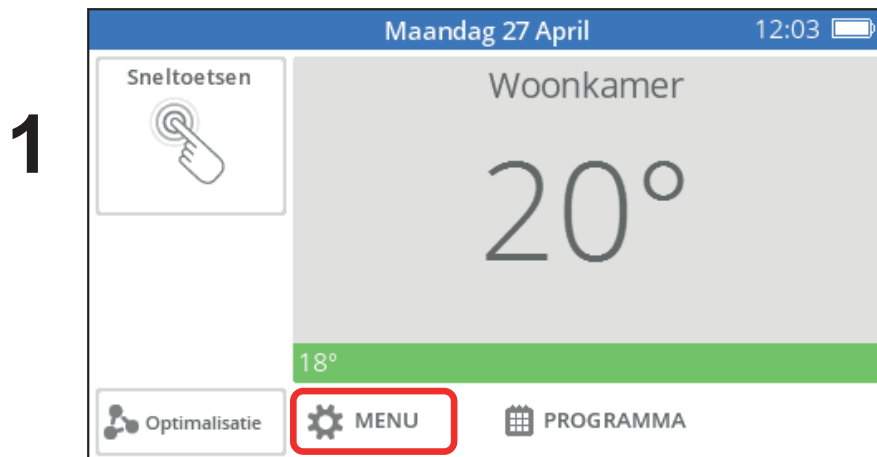 Maandag 27 April 12:03
Sneltoetsen
Woonkamer
1
20°
18°
Optimalisatie MENU PROGRAMMA